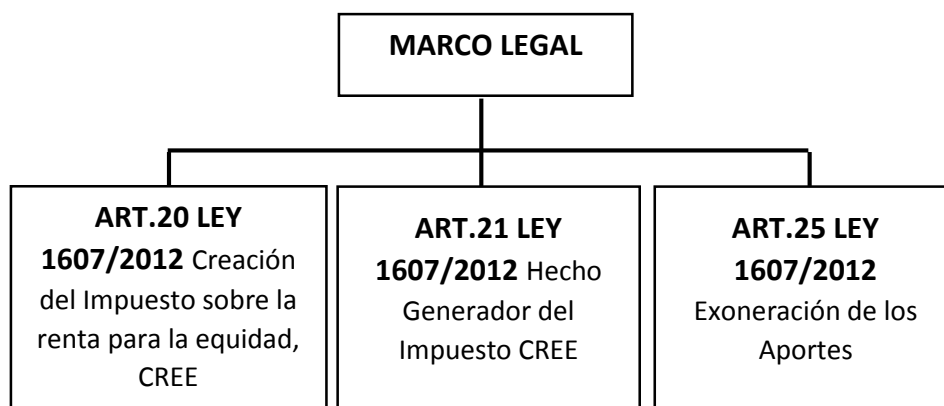 MARCO LEGAL
ART.20 LEY
1607/2012 Creación
del Impuesto sobre la
renta para la equidad,
CREE
ART.21 LEY
1607/2012 Hecho
Generador del
Impuesto CREE
ART.25 LEY
1607/2012
Exoneración de los
Aportes